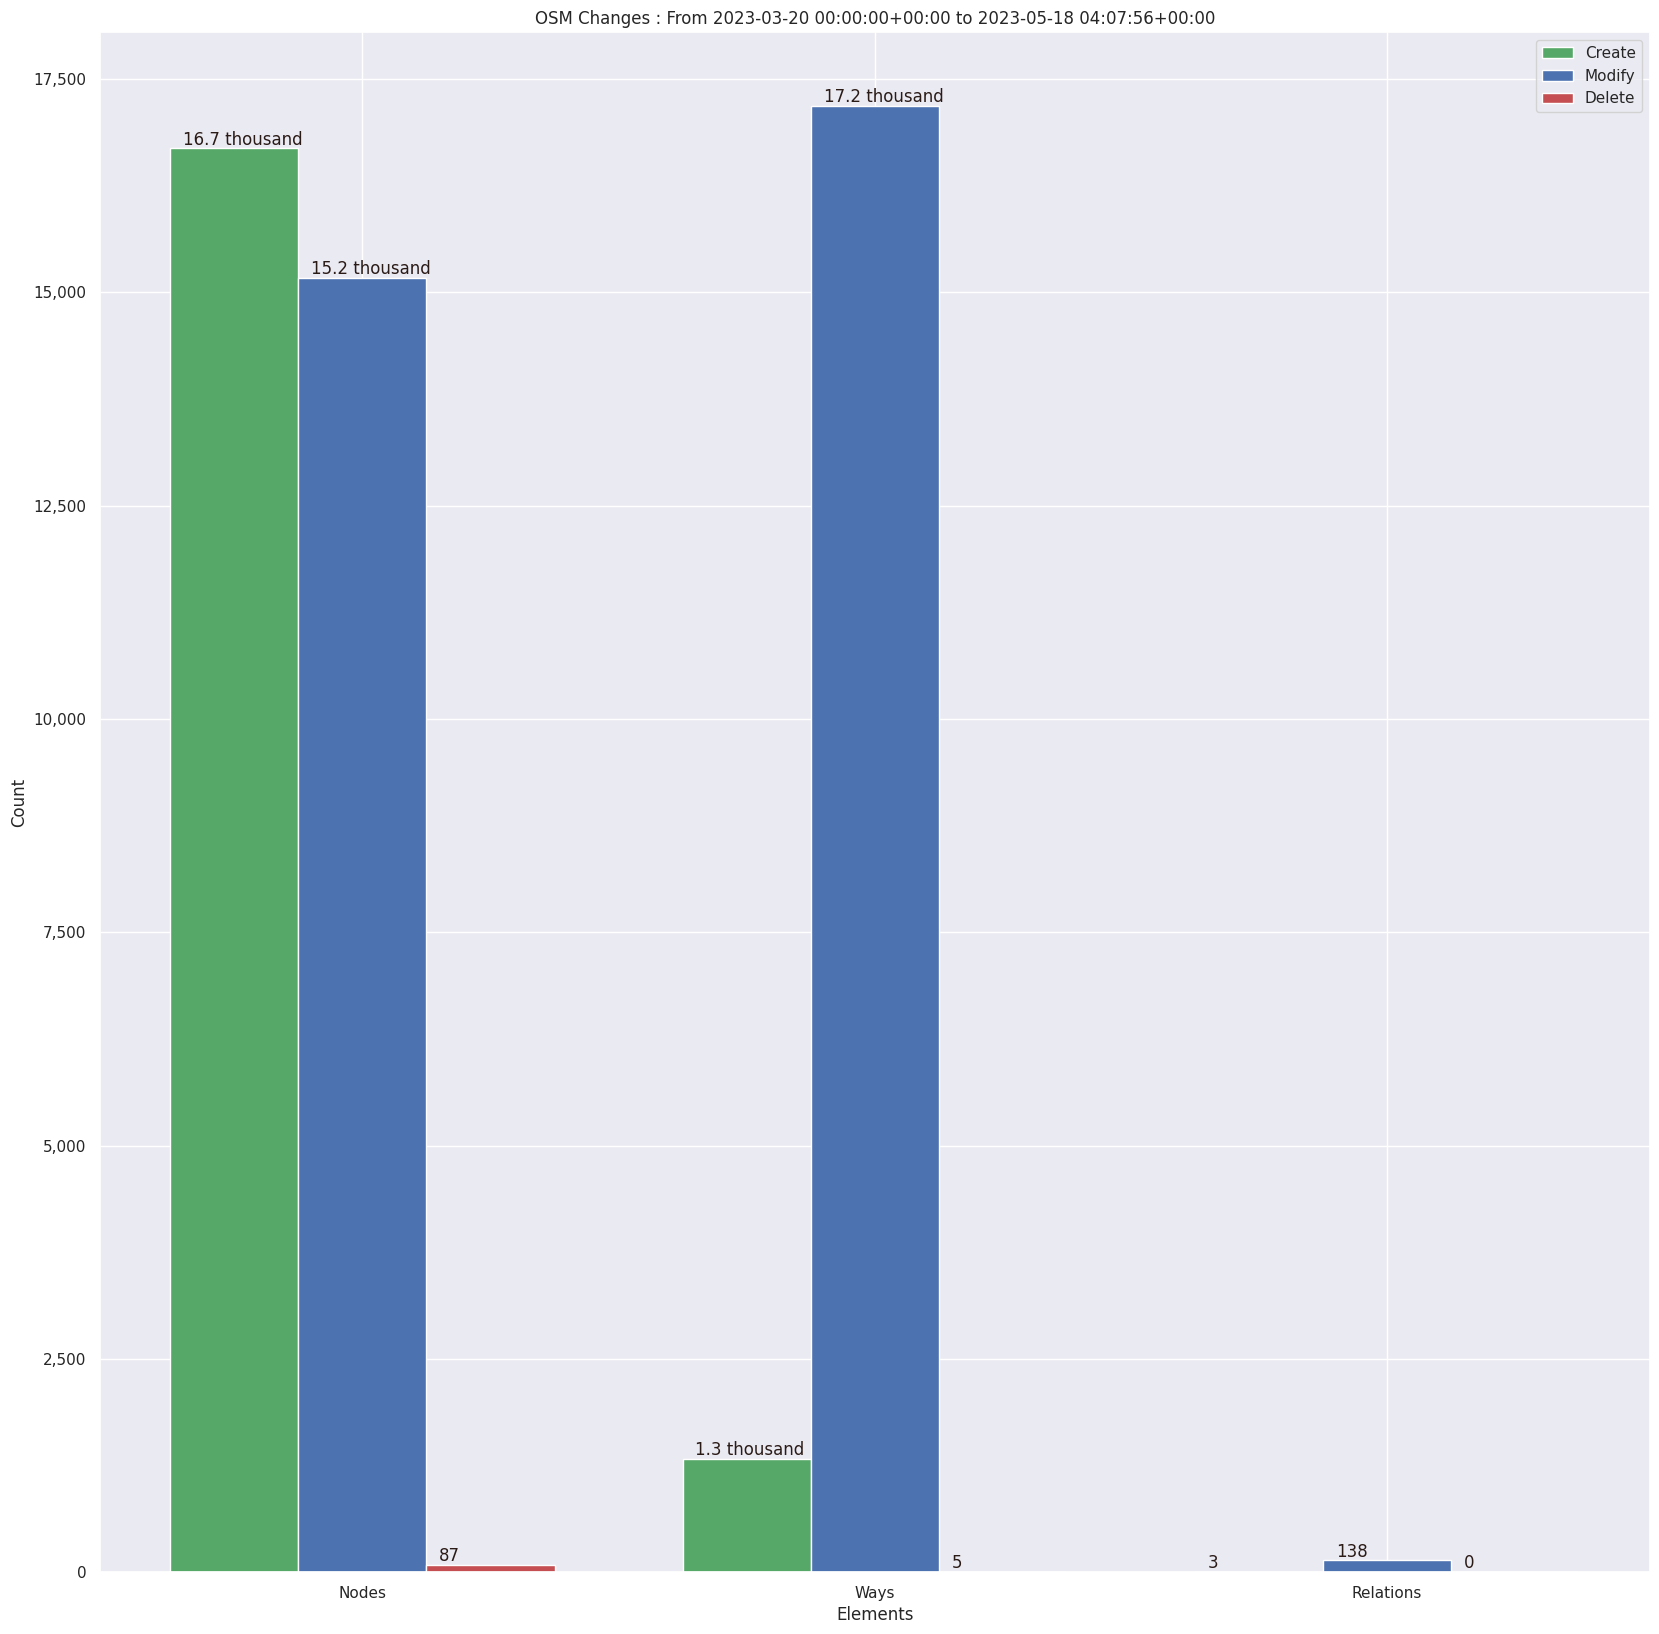 OSM Changes : From 2023-03-20 00:00:00+00:00 to 2023-05-18 04:07:56+00:00
Create
Modify
Delete
17,500
15,000
12,500
10,000
7,500
5,000
2,500
0
Count
16.7 thousand
15.2 thousand
87
1.3 thousand
17.2 thousand
5
3
138
0
Nodes
Ways
Relations
Elements